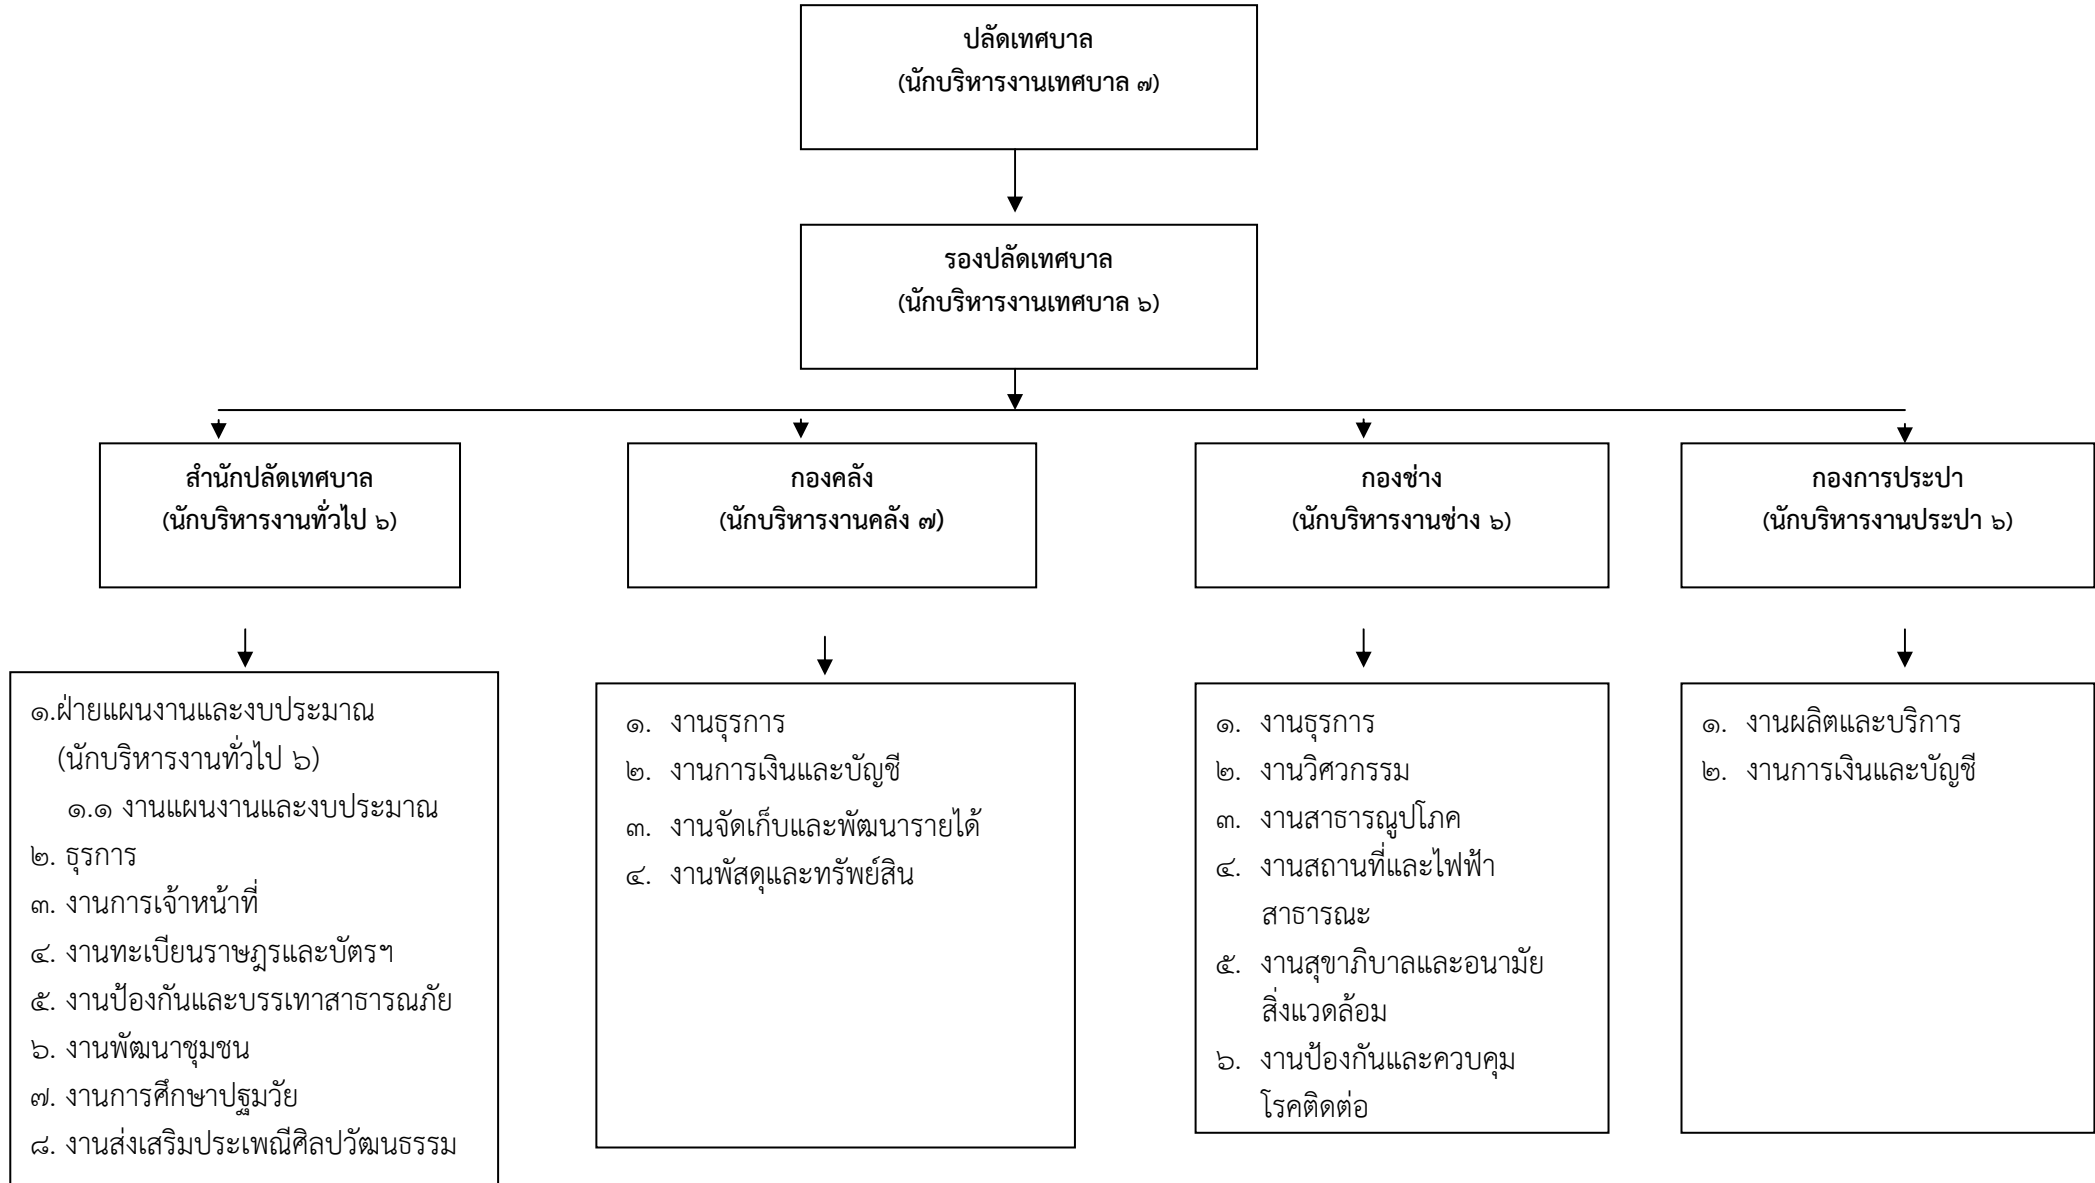 ปลัดเทศบาล
(นักบริหารงานเทศบาล ๗)
รองปลัดเทศบาล
(นักบริหารงานเทศบาล ๖)
สำนักปลัดเทศบาล
(นักบริหารงานทั่วไป ๖)
กองคลัง
(นักบริหารงานคลัง ๗)
กองช่าง
(นักบริหารงานช่าง ๖)
กองการประปา
(นักบริหารงานประปา ๖)
๑.ฝ่ายแผนงานและงบประมาณ
(นักบริหารงานทั่วไป ๖)
๑.๑ งานแผนงานและงบประมาณ
๒. ธุรการ
๓. งานการเจ้าหน้าที่
๔. งานทะเบียนราษฎรและบัตรฯ
๕. งานป้องกันและบรรเทาสาธารณภัย
๖. งานพัฒนาชุมชน
๗. งานการศึกษาปฐมวัย
๘. งานส่งเสริมประเพณีศิลปวัฒนธรรม
๑. งานธุรการ
๒. งานการเงินและบัญชี
๓. งานจัดเก็บและพัฒนารายได้
๔. งานพัสดุและทรัพย์สิน
๑. งานธุรการ
๒. งานวิศวกรรม
๓. งานสาธารณูปโภค
๔. งานสถานที่และไฟฟ้า
สาธารณะ
๕. งานสุขาภิบาลและอนามัย
สิ่งแวดล้อม
๖. งานป้องกันและควบคุม
โรคติดต่อ
๑. งานผลิตและบริการ
๒. งานการเงินและบัญชี